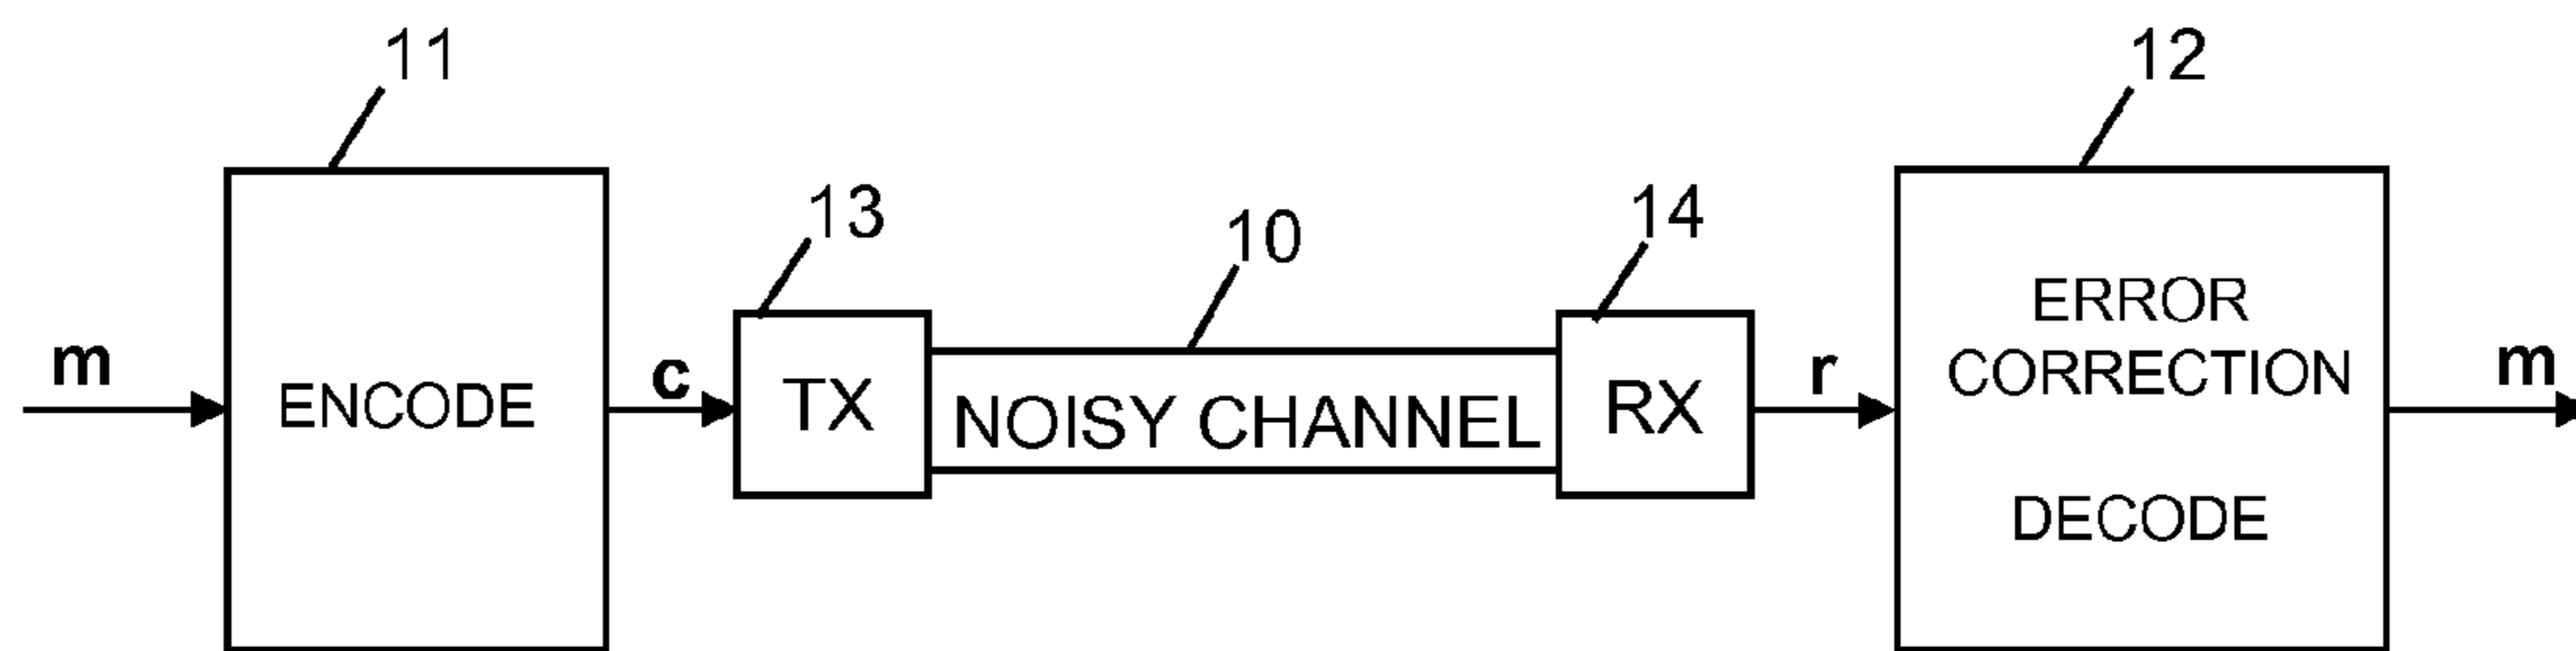 11
12
13
10
14
m
ENCODE
c
TX
NOISY CHANNEL
RX
r
ERROR
CORRECTION
DECODE
m